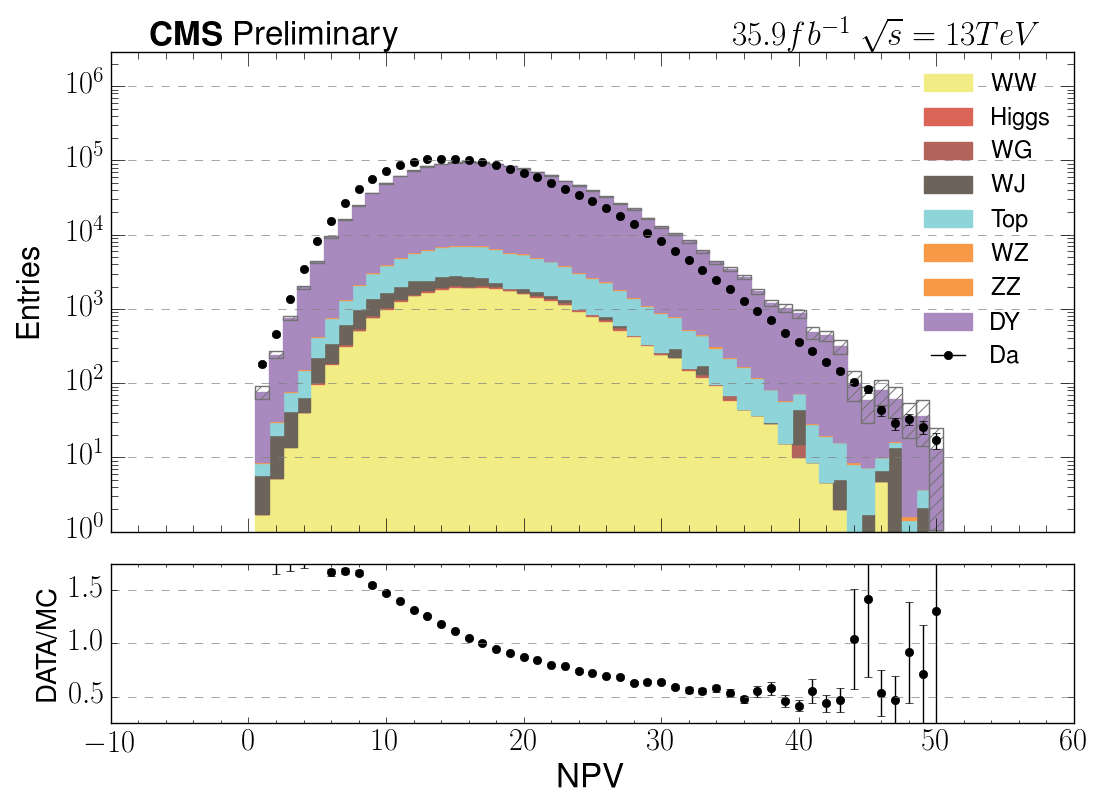 CMS Preliminary
35.9fb⁻¹ √s = 13TeV
Entries
10⁶
10⁵
10⁴
10³
10²
10¹
10⁰
WW
Higgs
WG
WJ
Top
WZ
ZZ
DY
Da
DATA/MC
1.5
1.0
0.5
−10 0 10 20 30 40 50 60
NPV